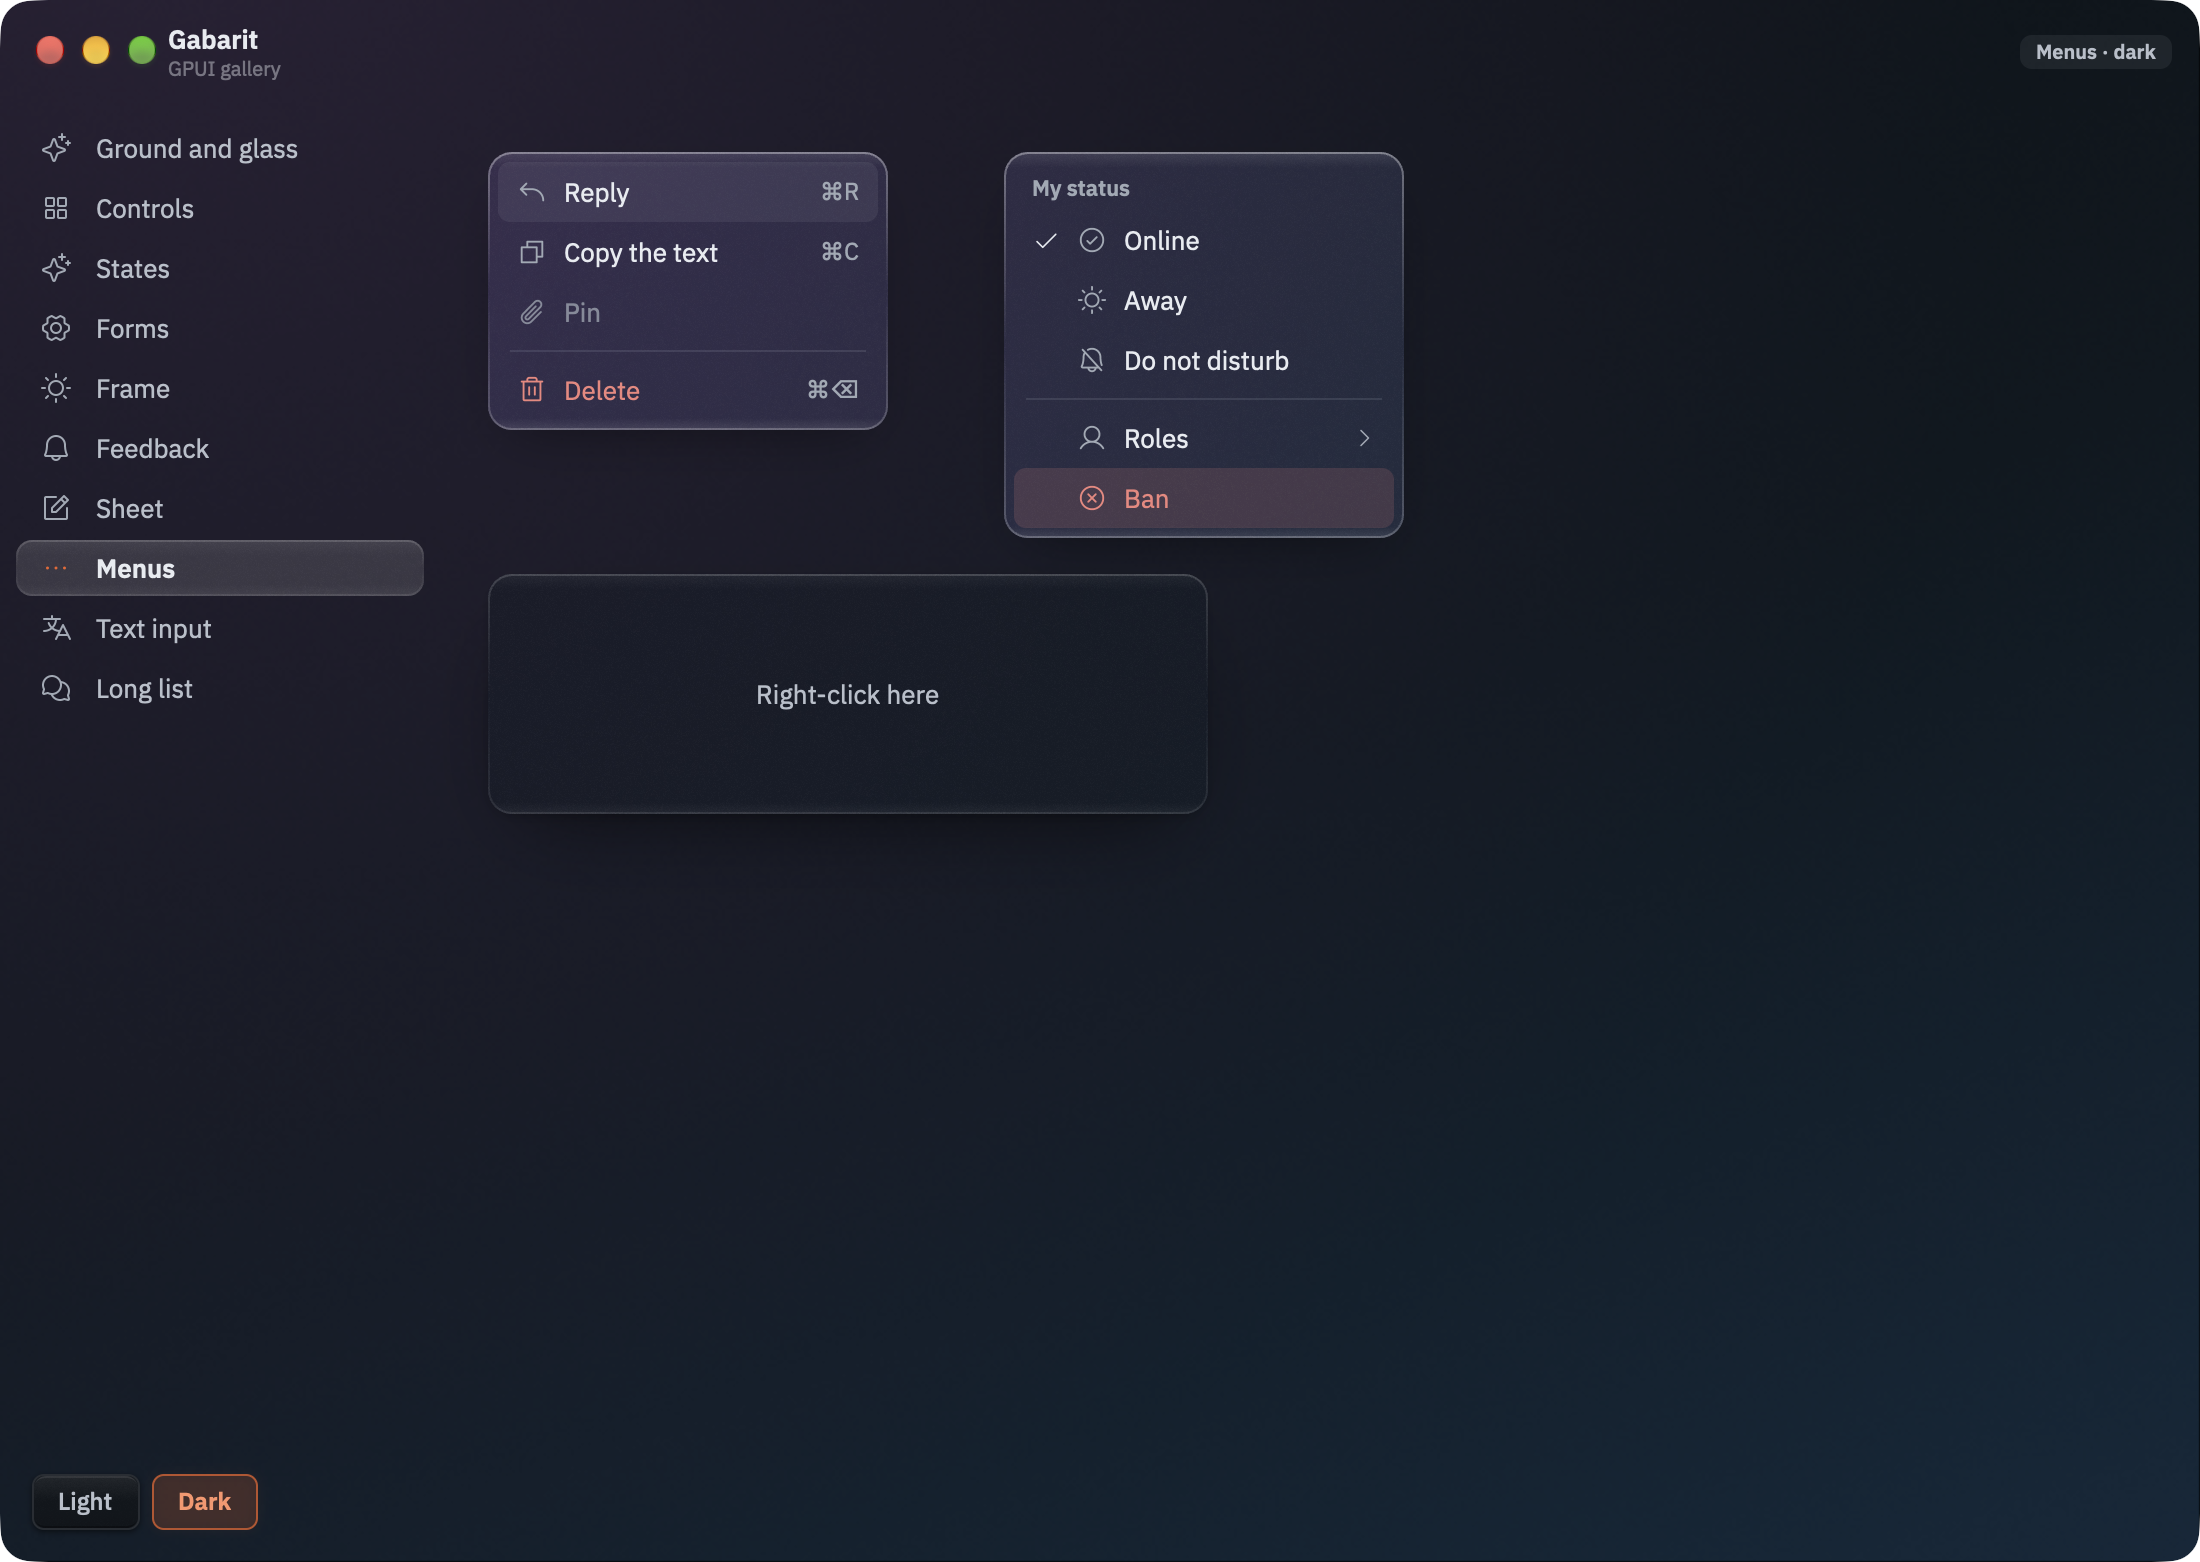 Gabarit
GPUI gallery
Menus · dark
Ground and glass
Controls
States
Forms
Frame
Feedback
Sheet
Menus
Text input
Long list
Reply ⌘R
Copy the text ⌘C
Pin
Delete ⌘⌫
My status
Online
Away
Do not disturb
Roles
Ban
Right-click here
Light
Dark